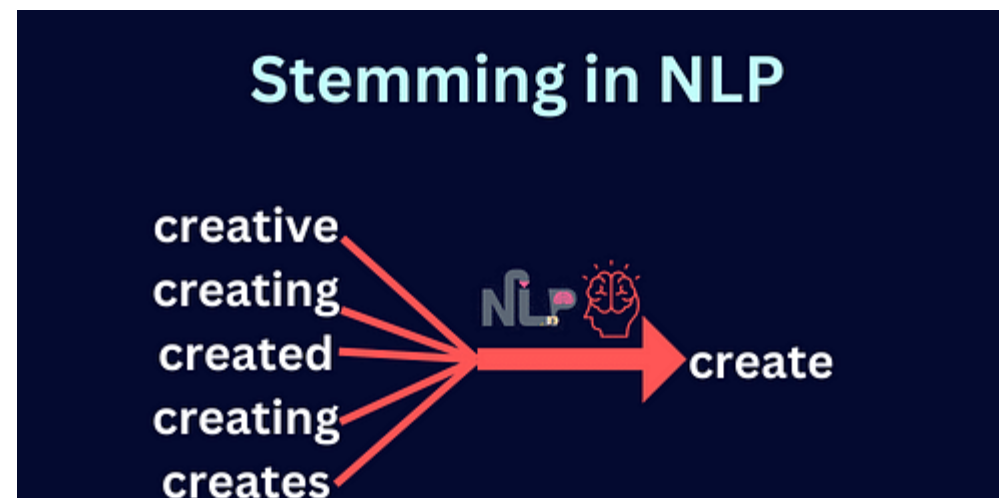 Stemming in NLP
creative
creating
NLP
created
create
creating
creates